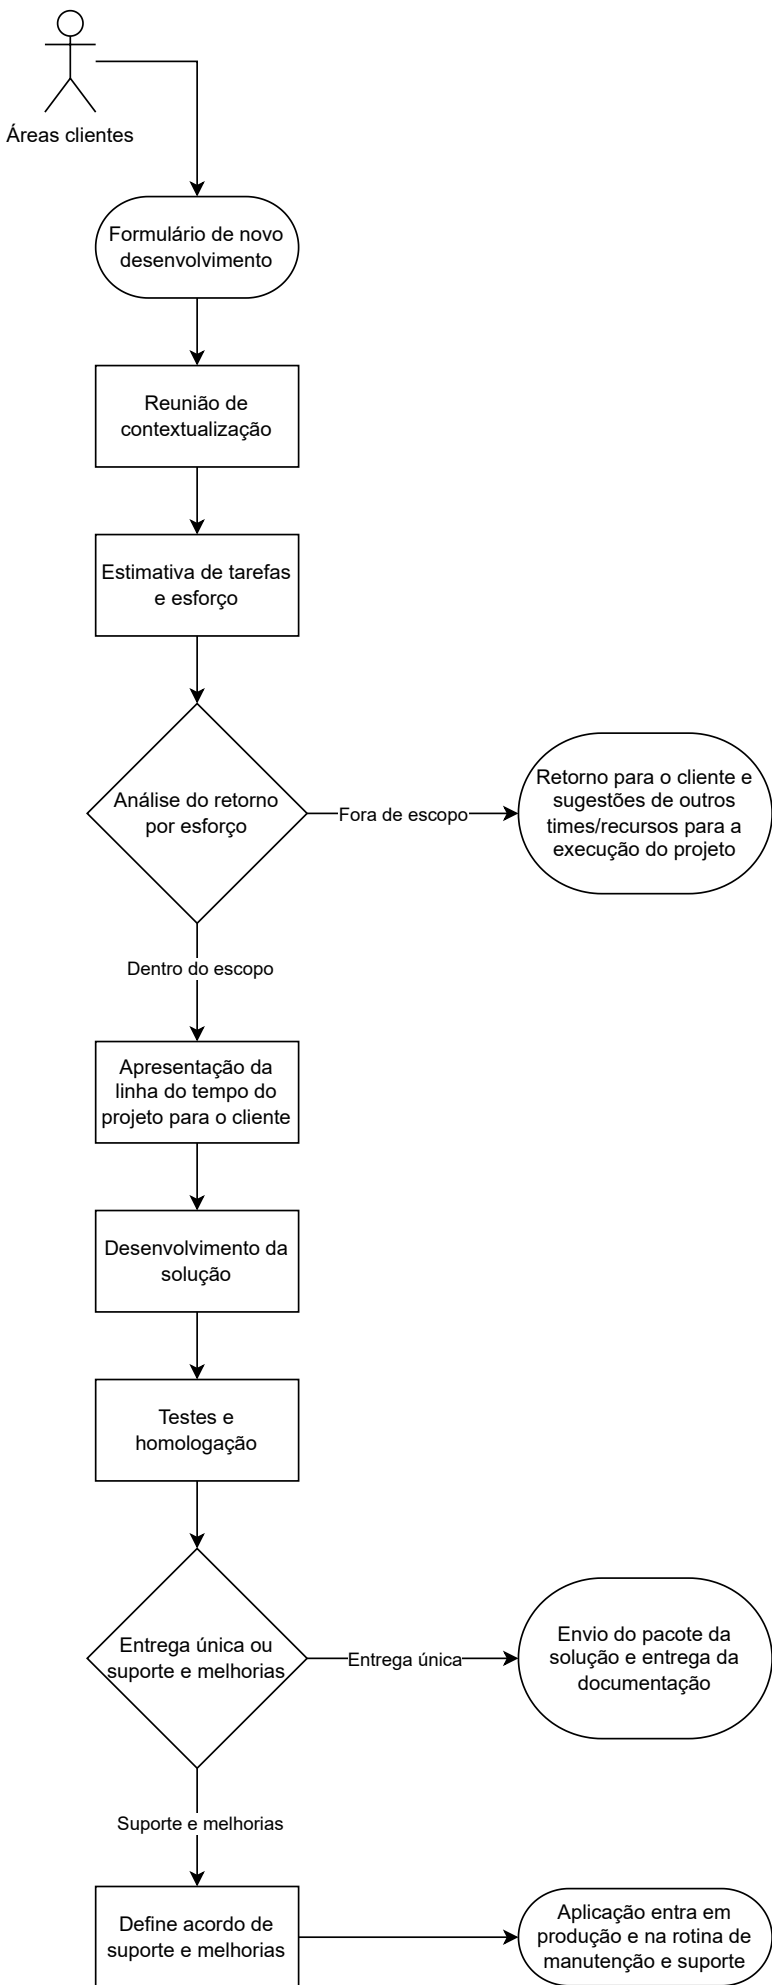 Áreas clientes
Formulário de novo
desenvolvimento
Reunião de
contextualização
Estimativa de tarefas
e esforço
Análise do retorno
por esforço
Fora de escopo
Retorno para o cliente e
sugestões de outros
times/recursos para a
execução do projeto
Dentro do escopo
Apresentação da
linha do tempo do
projeto para o cliente
Desenvolvimento da
solução
Testes e
homologação
Entrega única ou
suporte e melhorias
Entrega única
Envio do pacote da
solução e entrega da
documentação
Suporte e melhorias
Define acordo de
suporte e melhorias
Aplicação entra em
produção e na rotina de
manutenção e suporte